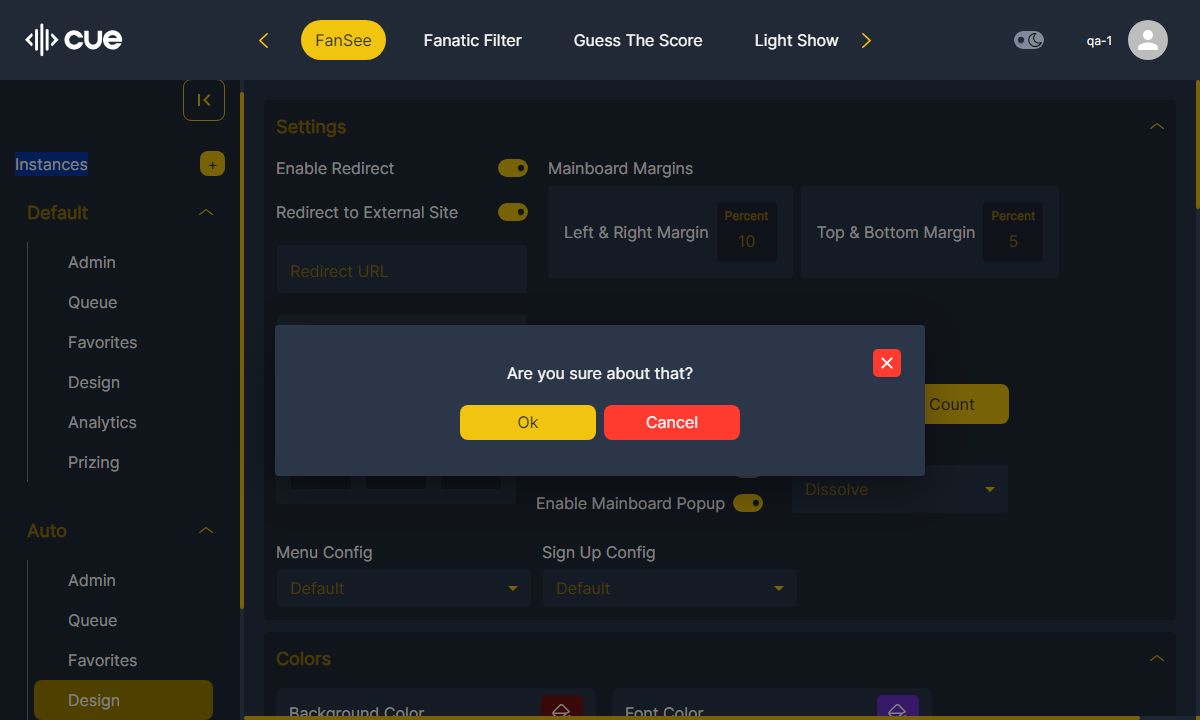 cue
FanSee
Fanatic Filter
Guess The Score
Light Show
qa-1
Instances
+
Default
Admin
Queue
Favorites
Design
Analytics
Prizing
Auto
Admin
Queue
Favorites
Design
Settings
Enable Redirect
Redirect to External Site
Redirect URL
Mainboard Margins
Left & Right Margin
Percent
10
Top & Bottom Margin
Percent
5
Are you sure about that?
Ok
Cancel
Count
Enable Mainboard Popup
Dissolve
Menu Config
Default
Sign Up Config
Default
Colors
Background Color
Font Color